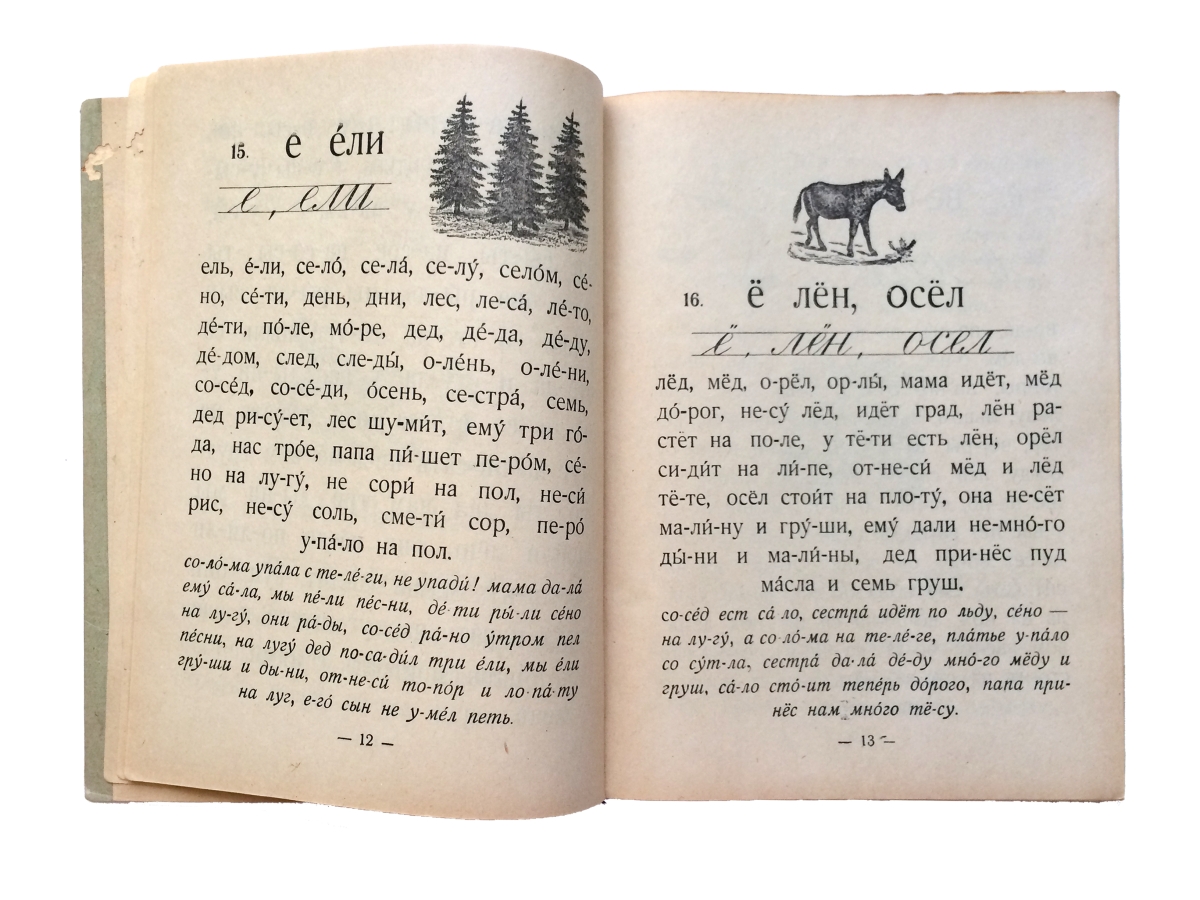 15. е е́ли
е, ели
ель, е́-ли, се-ло́, се-ла́, се-лу́, село́м, се́-
но, се́-ти, день, дни, лес, ле-са́, ле́-то,
де́-ти, по́-ле, мо́-ре, дед, де́-да, де́-ду,
де́-дом, след, сле-ды́, о-ле́нь, о-ле́-ни,
со-се́д, со-се́-ди, о́сень, се-стра́, семь,
дед ри-су́-ет, лес шу-ми́т, ему́ три го́-
да, нас тро́е, папа пи́-шет пе-ро́м, се́-
но на лу-гу́, не сори́ на пол, не-си́
рис, не-су́ соль, сме-ти́ сор, пе-ро́
у-па́-ло на пол.
со-ло́-ма упа́ла с те-ле́-ги, не упади́! мама да-ла́
ему́ са́-ла, мы пе́-ли пе́с-ни, де́-ти ры́-ли се́но
на лу-гу́, они ра́-ды, со-се́д ра́-но у́тром пел
пе́сни, на лугу́ дед по-са-ди́л три е́ли, мы е́ли
гру́-ши и ды-ни, от-не-си́ то-по́р и ло-па́-ту
на луг, е-го́ сын не у-ме́л петь.
— 12 —
16. ё лён, осёл
ё, лён, осел
лёд, мёд, о-рёл, ор-лы́, мама идёт, мёд
до́-рог, не-су́ лёд, идёт град, лён ра-
стёт на по-ле, у тё-ти есть лён, орёл
си-ди́т на ли́-пе, от-не-си́ мёд и лёд
тё-те, осёл стои́т на пло-ту́, она не-сёт
ма-ли́-ну и гру́-ши, ему́ дали не-мно́-го
ды́-ни и ма-ли́-ны, дед при-нёс пуд
ма́сла и семь груш.
со-се́д ест са́ ло, сестра́ идёт по льду, се́но —
на лу-гу́, а со ло́-ма на те-ле́-ге, пла́тье у-па́ло
со су́т-ла, сестра́ да-ла́ де́-ду мно́-го мёду и
груш, са́-ло сто́-ит тепе́рь до́рого, папа при-
нёс нам мно́го тё-су.
— 13 —